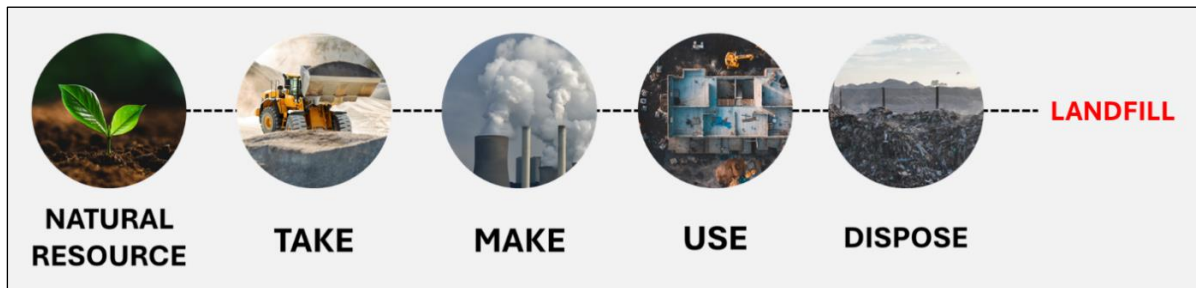 LANDFILL
NATURAL
RESOURCE
TAKE
MAKE
USE
DISPOSE